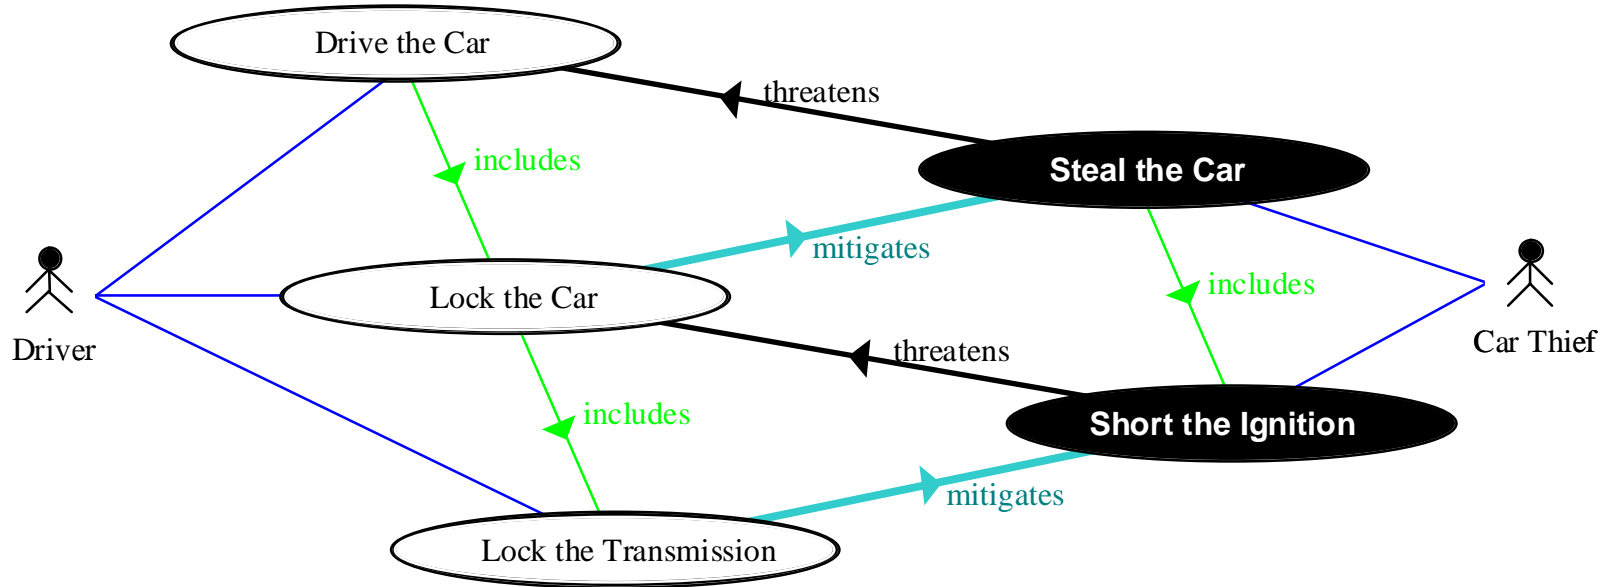 Drive the Car
threatens
includes
Steal the Car
mitigates
includes
Lock the Car
Driver
Car Thief
threatens
includes
Short the Ignition
mitigates
Lock the Transmission